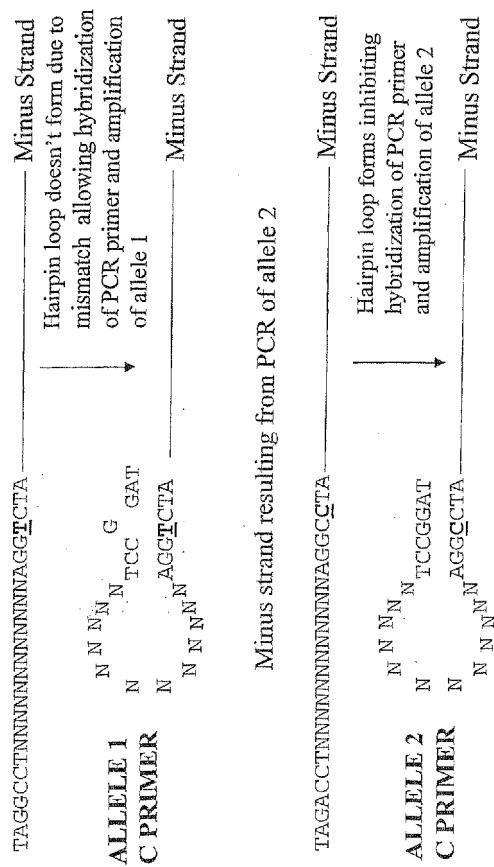 TAGGCCTNNNNNNNNNNNNNAGGTCTA Minus Strand
Hairpin loop doesn't form due to
mismatch allowing hybridization
of PCR primer and amplification
of allele 1
ALLELE 1
C PRIMER
N N N N N N G
N TCC GAT
N AGGTCTA Minus Strand
N N N N N N
Minus strand resulting from PCR of allele 2
TAGACCTNNNNNNNNNNNNNAGGCCTA Minus Strand
Hairpin loop forms inhibiting
hybridization of PCR primer
and amplification of allele 2
ALLELE 2
C PRIMER
N N N N N N
N TCCGGAT
N AGGCCTA Minus Strand
N N N N N N